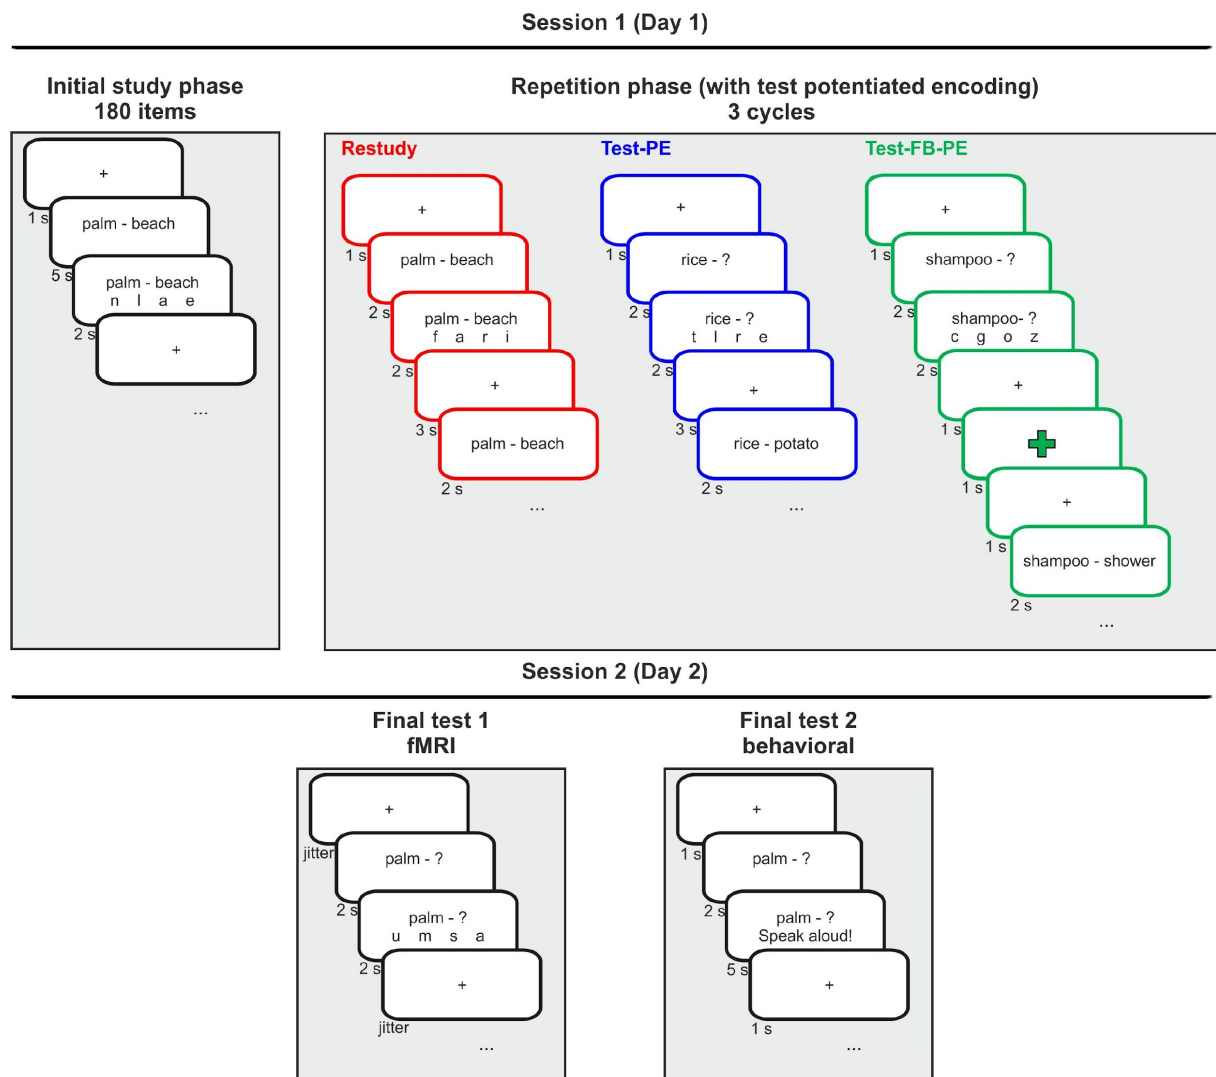 Session 1 (Day 1)
Initial study phase
180 items
+
1 s
palm - beach
5 s
palm - beach
n l a e
2 s
+
...
Repetition phase (with test potentiated encoding)
3 cycles
Restudy
+
1 s
palm - beach
2 s
palm - beach
f a r i
2 s
+
3 s
palm - beach
2 s
...
Test-PE
+
1 s
rice - ?
2 s
rice - ?
t l r e
2 s
+
3 s
rice - potato
2 s
...
Test-FB-PE
+
1 s
shampoo - ?
2 s
shampoo- ?
c g o z
2 s
+
1 s
1 s
+
1 s
shampoo - shower
2 s
...
Session 2 (Day 2)
Final test 1
fMRI
+
jitter
palm - ?
2 s
palm - ?
u m s a
2 s
+
jitter
...
Final test 2
behavioral
+
1 s
palm - ?
2 s
palm - ?
Speak aloud!
5 s
+
1 s
...